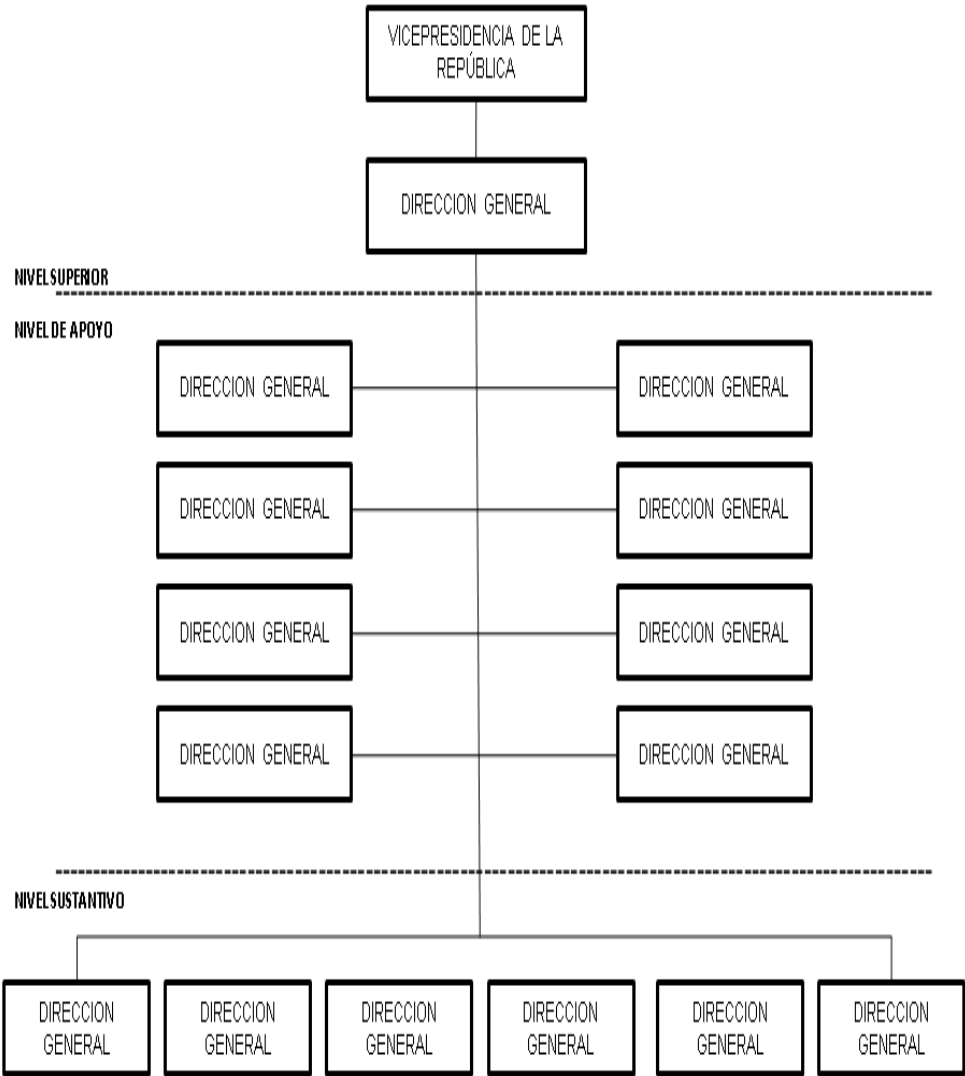 VICEPRESIDENCIA DE LA
REPÚBLICA
DIRECCION GENERAL
NIVEL SUPERIOR
NIVEL DE APOYO
DIRECCION GENERAL
DIRECCION GENERAL
DIRECCION GENERAL
DIRECCION GENERAL
DIRECCION GENERAL
DIRECCION GENERAL
DIRECCION GENERAL
DIRECCION GENERAL
NIVEL SUSTANTIVO
DIRECCION
GENERAL
DIRECCION
GENERAL
DIRECCION
GENERAL
DIRECCION
GENERAL
DIRECCION
GENERAL
DIRECCION
GENERAL